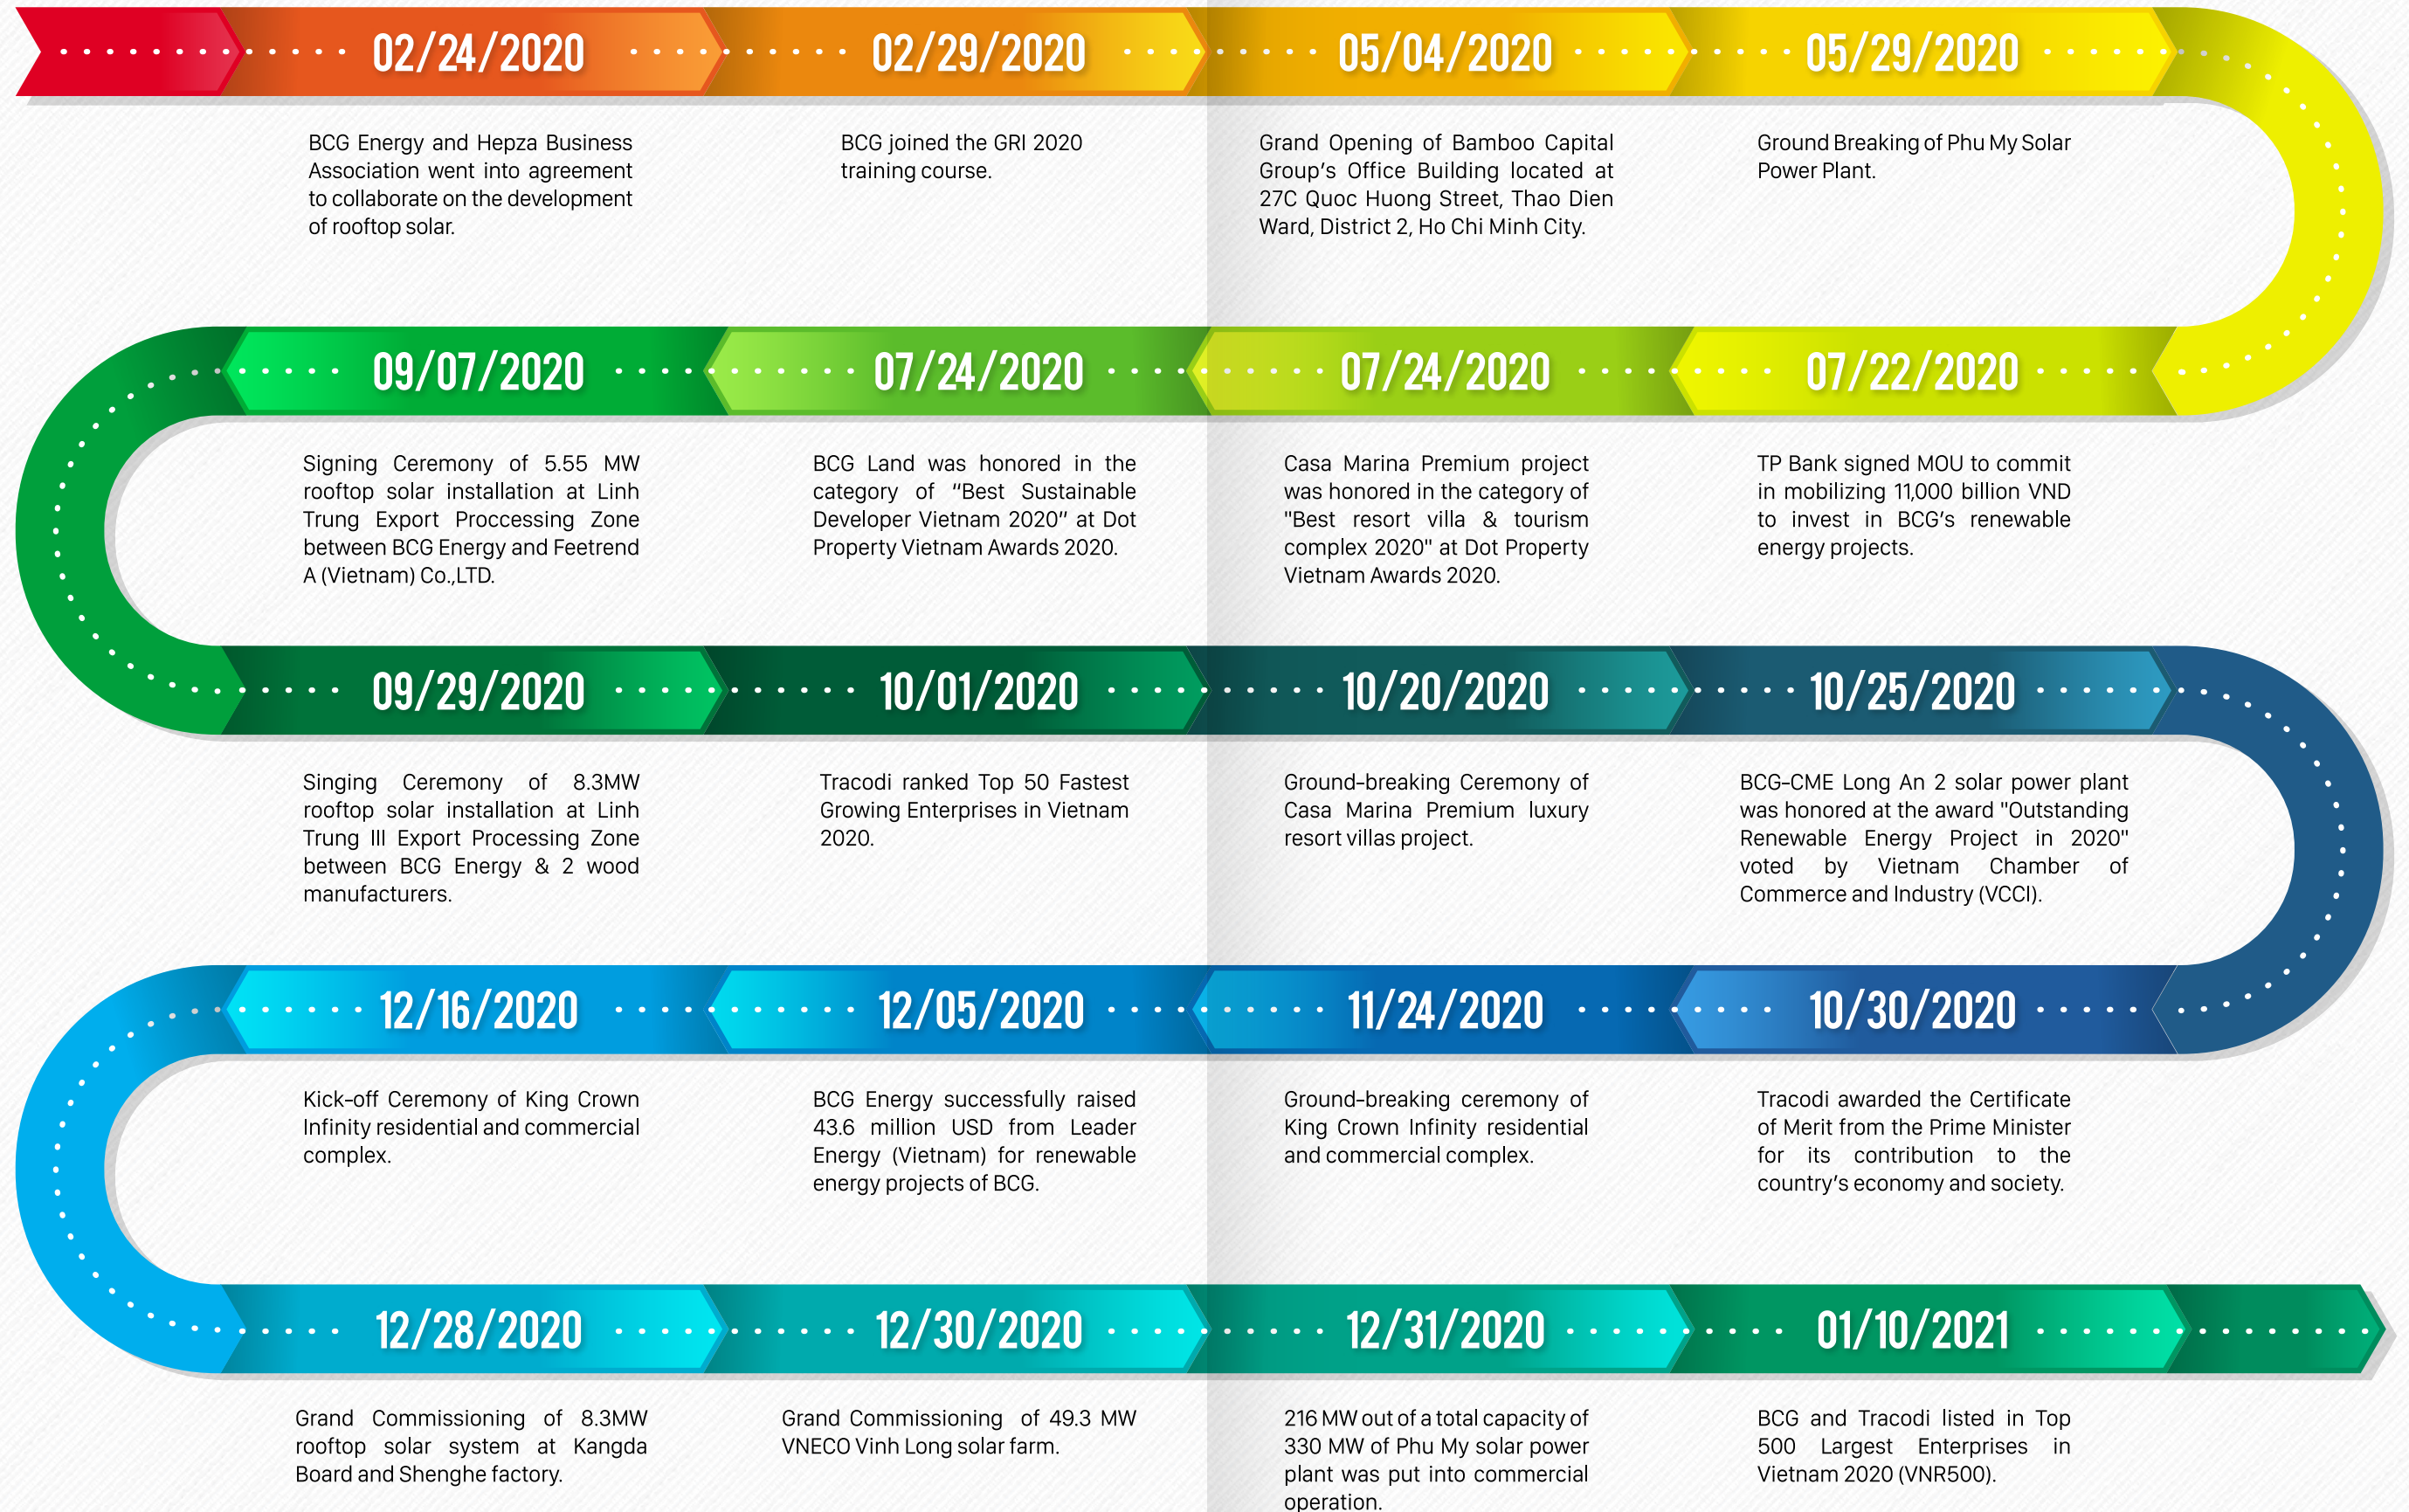 02/24/2020
BCG Energy and Hepza Business
Association went into agreement
to collaborate on the development
of rooftop solar.
02/29/2020
BCG joined the GRI 2020
training course.
05/04/2020
Grand Opening of Bamboo Capital
Group's Office Building located at
27C Quoc Huong Street, Thao Dien
Ward, District 2, Ho Chi Minh City.
05/29/2020
Ground Breaking of Phu My Solar
Power Plant.
07/22/2020
TP Bank signed MOU to commit
in mobilizing 11,000 billion VND
to invest in BCG's renewable
energy projects.
07/24/2020
Casa Marina Premium project
was honored in the category of
"Best resort villa & tourism
complex 2020" at Dot Property
Vietnam Awards 2020.
07/24/2020
BCG Land was honored in the
category of “Best Sustainable
Developer Vietnam 2020” at Dot
Property Vietnam Awards 2020.
09/07/2020
Signing Ceremony of 5.55 MW
rooftop solar installation at Linh
Trung Export Proccessing Zone
between BCG Energy and Feetrend
A (Vietnam) Co.,LTD.
09/29/2020
Singing Ceremony of 8.3MW
rooftop solar installation at Linh
Trung III Export Processing Zone
between BCG Energy & 2 wood
manufacturers.
10/01/2020
Tracodi ranked Top 50 Fastest
Growing Enterprises in Vietnam
2020.
10/20/2020
Ground-breaking Ceremony of
Casa Marina Premium luxury
resort villas project.
10/25/2020
BCG-CME Long An 2 solar power plant
was honored at the award "Outstanding
Renewable Energy Project in 2020"
voted by Vietnam Chamber of
Commerce and Industry (VCCI).
10/30/2020
Tracodi awarded the Certificate
of Merit from the Prime Minister
for its contribution to the
country's economy and society.
11/24/2020
Ground-breaking ceremony of
King Crown Infinity residential
and commercial complex.
12/05/2020
BCG Energy successfully raised
43.6 million USD from Leader
Energy (Vietnam) for renewable
energy projects of BCG.
12/16/2020
Kick-off Ceremony of King Crown
Infinity residential and commercial
complex.
12/28/2020
Grand Commissioning of 8.3MW
rooftop solar system at Kangda
Board and Shenghe factory.
12/30/2020
Grand Commissioning of 49.3 MW
VNECO Vinh Long solar farm.
12/31/2020
216 MW out of a total capacity of
330 MW of Phu My solar power
plant was put into commercial
operation.
01/10/2021
BCG and Tracodi listed in Top
500 Largest Enterprises in
Vietnam 2020 (VNR500).